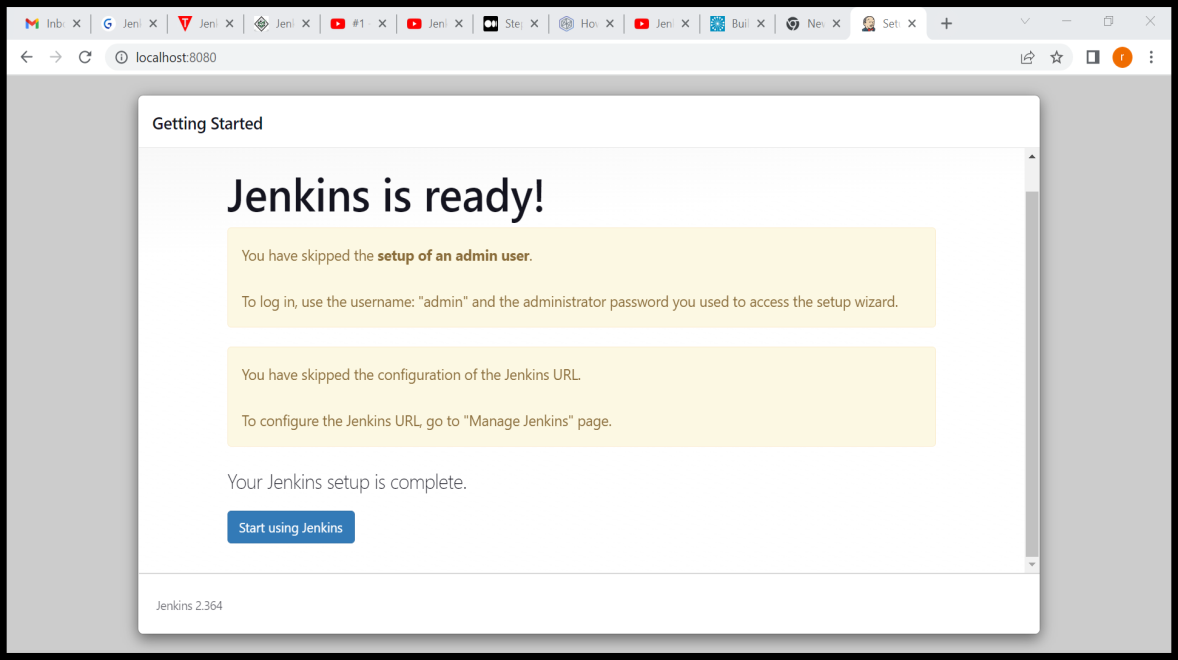 Inbo
Jenl
Jenl
Jenl
#1
Jenl
Step
Hov
Jenl
Buil
Nev
Set
localhost:8080
r
Getting Started
Jenkins is ready!
You have skipped the setup of an admin user.
To log in, use the username: "admin" and the administrator password you used to access the setup wizard.
You have skipped the configuration of the Jenkins URL.
To configure the Jenkins URL, go to "Manage Jenkins" page.
Your Jenkins setup is complete.
Start using Jenkins
Jenkins 2.364